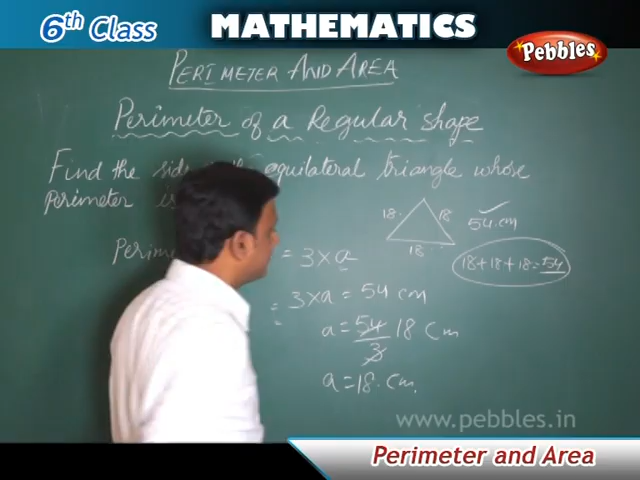 6th Class MATHEMATICS
Pebbles
PERIMETER AND AREA
Perimeter of a Regular shape
Find the side equilateral triangle whose
perimeter is
18. 18 54 cm
18
18+18+18=54
= 3×a
= 3×a = 54 cm
a = 54/3 18 cm
a = 18. cm.
www.pebbles.in
Perimeter and Area